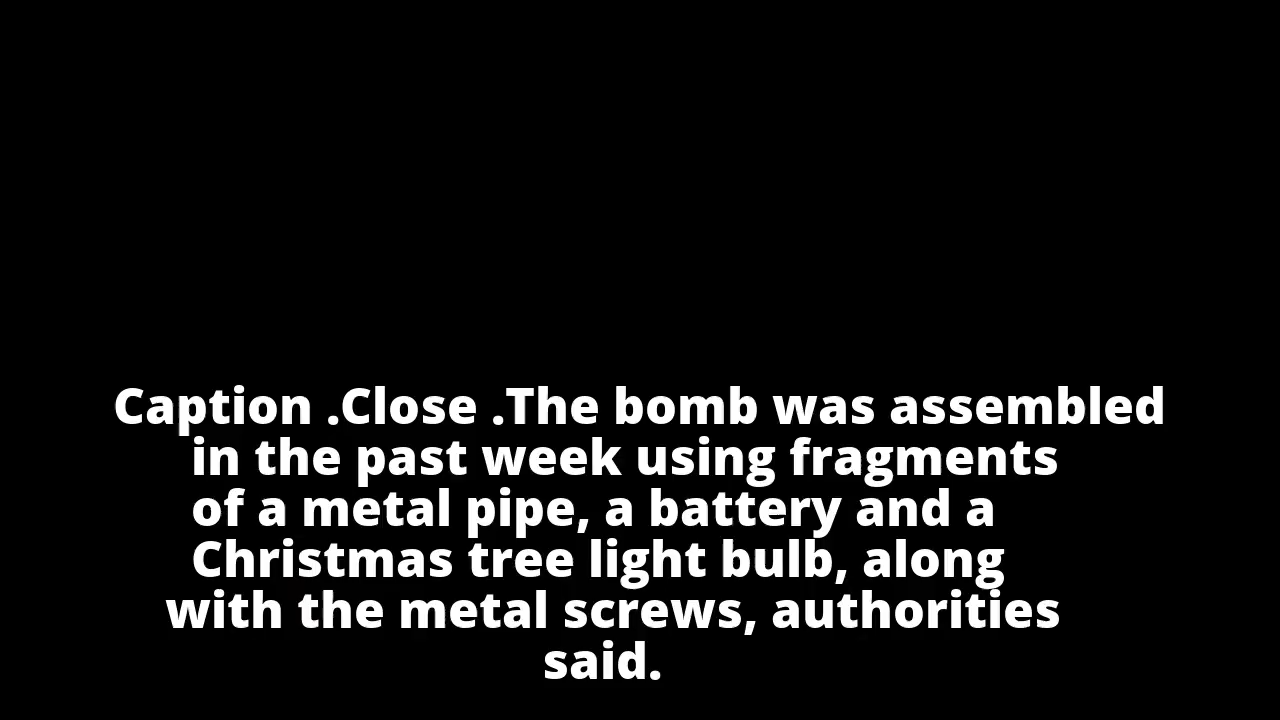 Caption .Close .The bomb was assembled
in the past week using fragments
of a metal pipe, a battery and a
Christmas tree light bulb, along
with the metal screws, authorities
said.